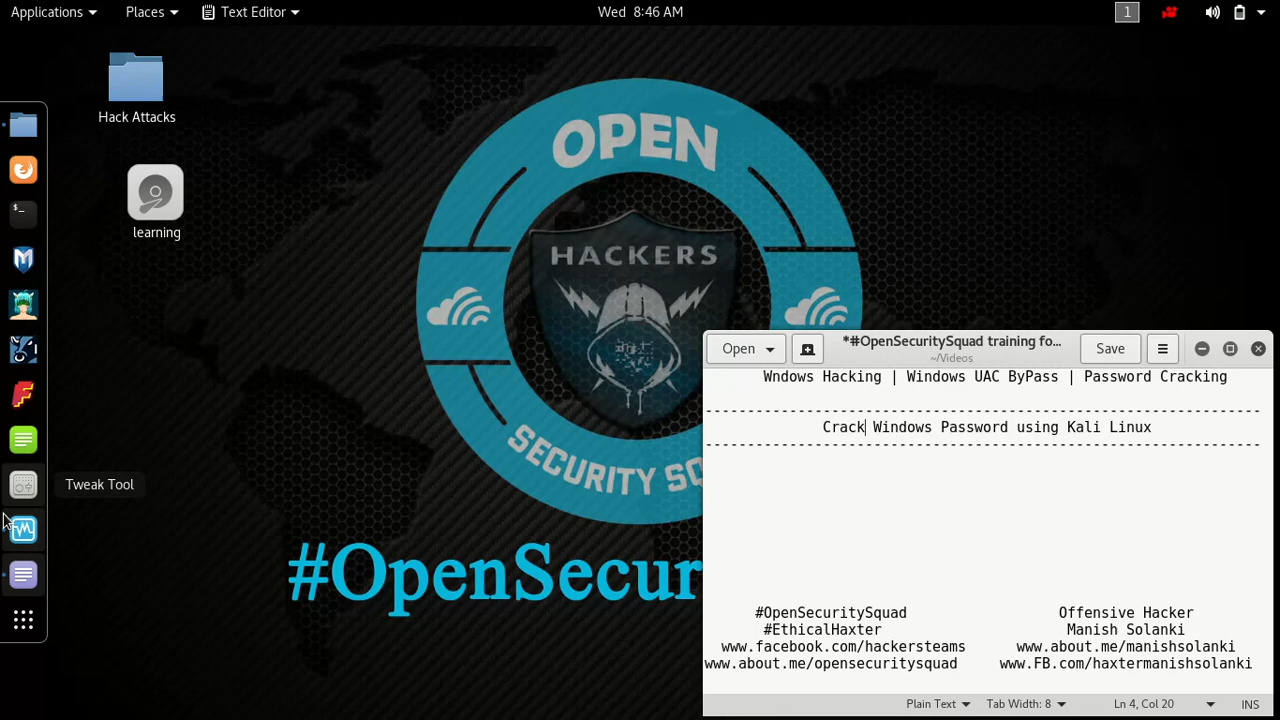 Applications Places Text Editor Wed 8:46 AM 1
Hack Attacks
learning
OPEN
HACKERS
SECURITY SQ
#OpenSecur
Tweak Tool
Open *#OpenSecuritySquad training fo... Save
~/Videos
Wndows Hacking | Windows UAC ByPass | Password Cracking
------------------------------------------------------------------
Crack Windows Password using Kali Linux
------------------------------------------------------------------
#OpenSecuritySquad Offensive Hacker
#EthicalHaxter Manish Solanki
www.facebook.com/hackersteams www.about.me/manishsolanki
www.about.me/opensecuritysquad www.FB.com/haxtermanishsolanki
Plain Text Tab Width: 8 Ln 4, Col 20 INS